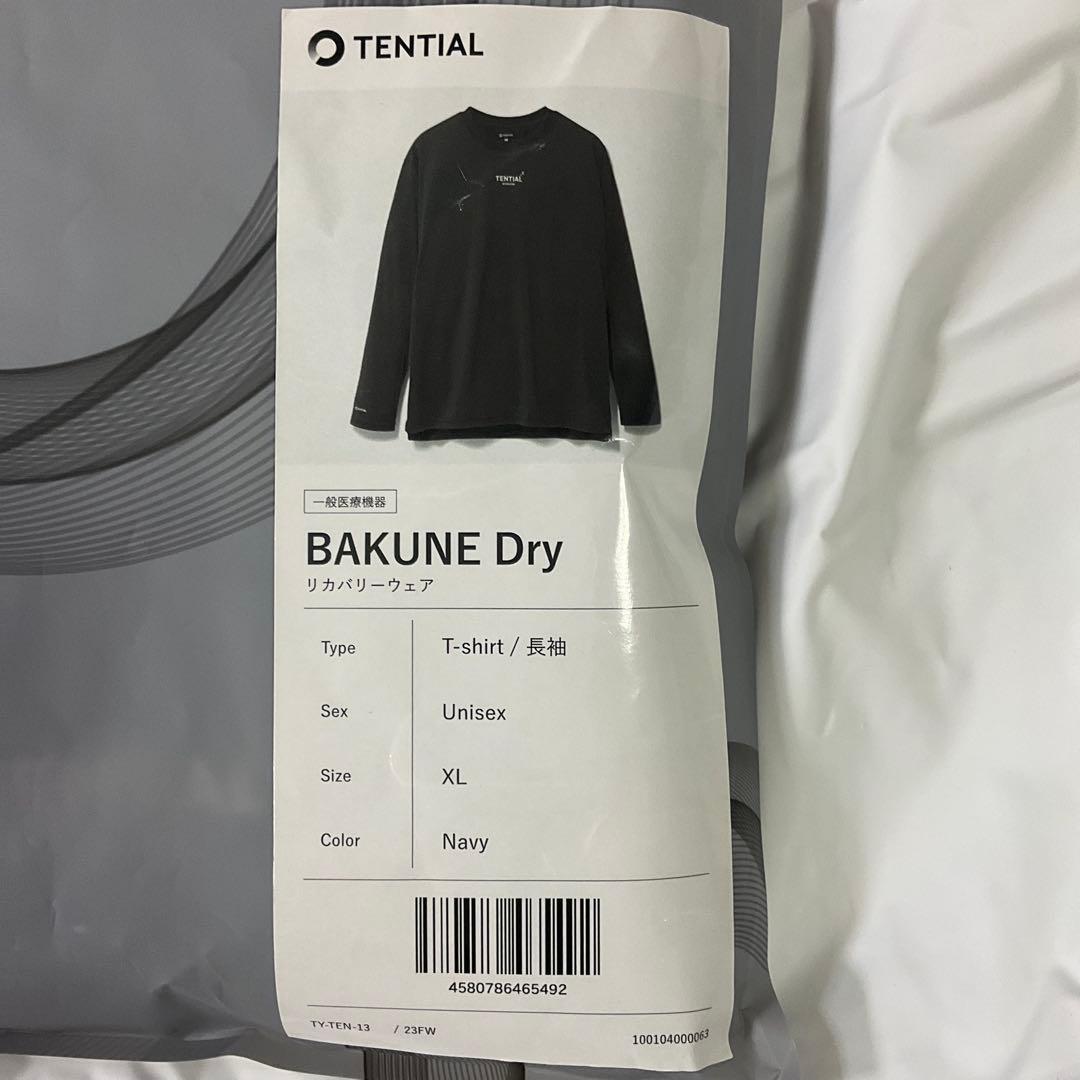 TENTIAL
TENTIAL
一般医療機器
BAKUNE Dry
リカバリーウェア
Type T-shirt / 長袖
Sex Unisex
Size XL
Color Navy
4580786465492
TY-TEN-13 / 23FW
100104000063